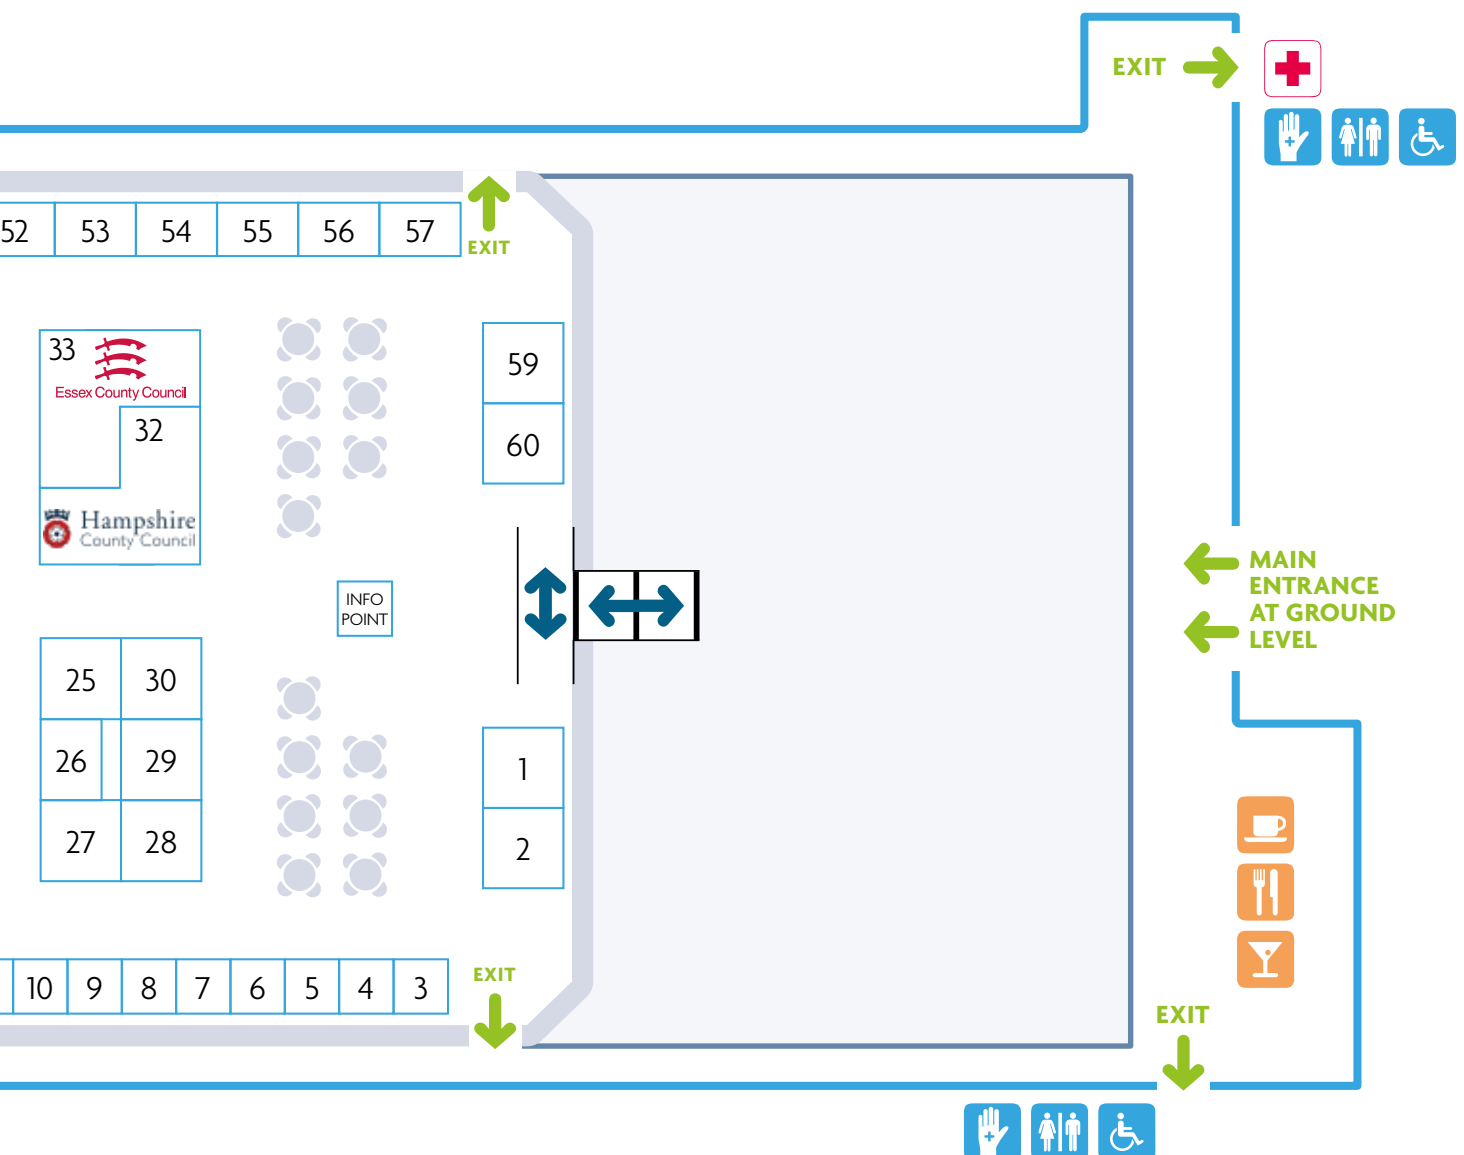 EXIT
52 53 54 55 56 57
EXIT
33
Essex County Council
32
59
60
Hampshire
County Council
MAIN
ENTRANCE
AT GROUND
LEVEL
INFO
POINT
25 30
26 29
27 28
1
2
EXIT
10 9 8 7 6 5 4 3
EXIT